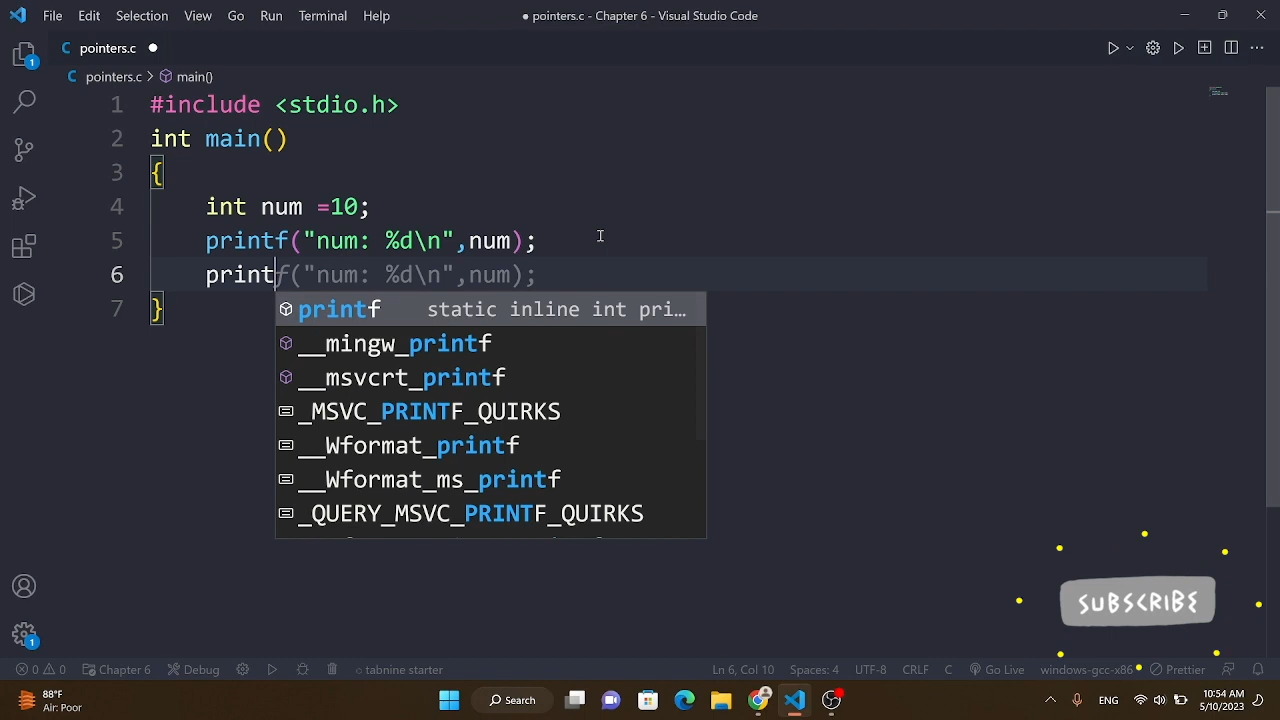 File Edit Selection View Go Run Terminal Help
● pointers.c - Chapter 6 - Visual Studio Code
C pointers.c
C pointers.c > main()
1 #include <stdio.h>
2 int main()
3 {
4 int num =10;
5 printf("num: %d\n",num);
6 printf("num: %d\n",num);
7 }
printf static inline int pri…
__mingw_printf
__msvcrt_printf
_MSVC_PRINTF_QUIRKS
__Wformat_printf
__Wformat_ms_printf
_QUERY_MSVC_PRINTF_QUIRKS
SUBSCRIBE
1
1
0 0 Chapter 6 Debug tabnine starter Ln 6, Col 10 Spaces: 4 UTF-8 CRLF C Go Live windows-gcc-x86 Prettier
88°F
Air: Poor
Search
ENG
10:54 AM
5/10/2023